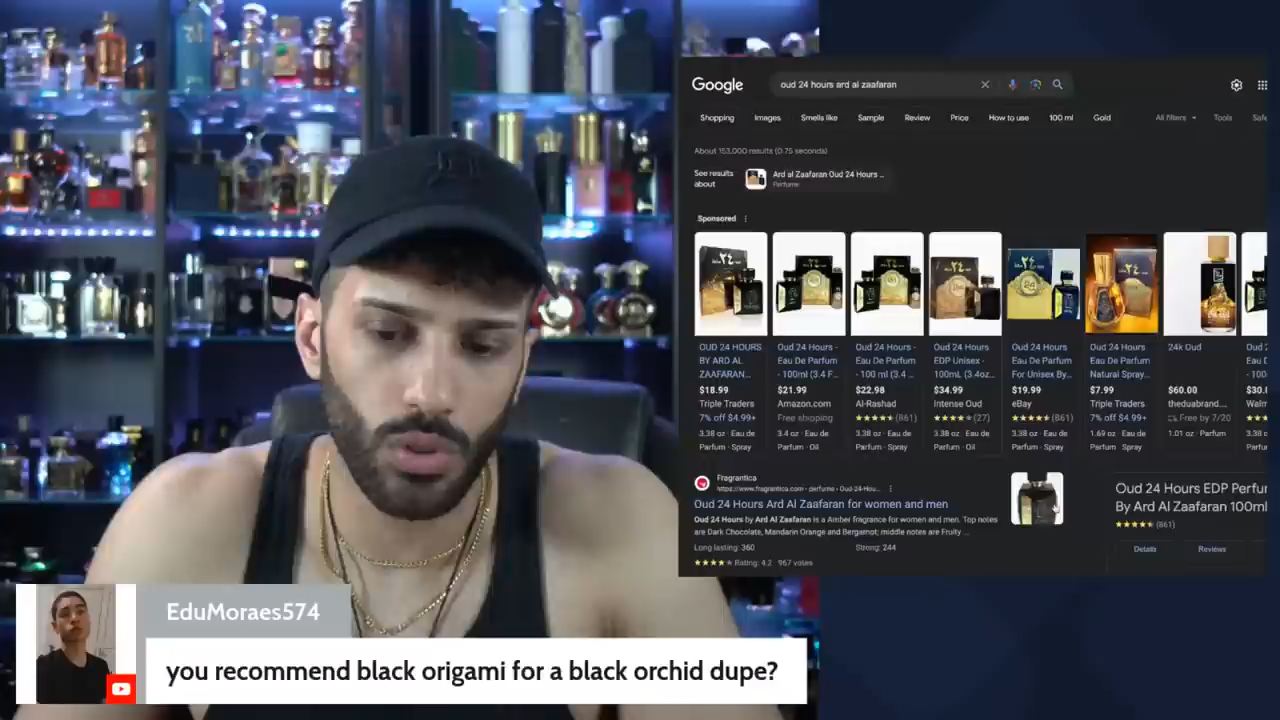 Google
oud 24 hours ard al zaafaran
Shopping Images Smells like Sample Review Price How to use 100 ml Gold All filters Tools
About 153,000 results (0.75 seconds)
See results about
Ard al Zaafaran Oud 24 Hours ...
Perfume
Sponsored
OUD 24 HOURS
BY ARD AL
ZAAFARAN...
$18.99
Triple Traders
7% off $4.99+
3.38 oz · Eau de
Parfum · Spray
Oud 24 Hours -
Eau De Parfum
- 100ml (3.4 F...
$21.99
Amazon.com
Free shipping
3.4 oz · Eau de
Parfum · Oil
Oud 24 Hours -
Eau De Parfum
- 100 ml (3.4 ...
$22.98
Al-Rashad
(861)
3.38 oz · Eau de
Parfum · Spray
Oud 24 Hours
EDP Unisex -
100mL (3.4oz...
$34.99
Intense Oud
(27)
3.38 oz · Eau de
Parfum · Oil
Oud 24 Hours
Eau De Parfum
For Unisex By...
$19.99
eBay
(861)
3.38 oz · Eau de
Parfum · Spray
Oud 24 Hours
Eau De Parfum
Natural Spray...
$7.99
Triple Traders
7% off $4.99+
1.69 oz · Eau de
Parfum · Spray
24k Oud
$60.00
theduabrand....
Free by 7/20
1.01 oz · Parfum
Fragrantica
https://www.fragrantica.com › perfume › Oud-24-Hou...
Oud 24 Hours Ard Al Zaafaran for women and men
Oud 24 Hours by Ard Al Zaafaran is a Amber fragrance for women and men. Top notes
are Dark Chocolate, Mandarin Orange and Bergamot; middle notes are Fruity ...
Long lasting: 360 Strong: 244
Rating: 4.2 · 967 votes
Oud 24 Hours EDP Perfu
By Ard Al Zaafaran 100ml
(861)
Details Reviews
EduMoraes574
you recommend black origami for a black orchid dupe?